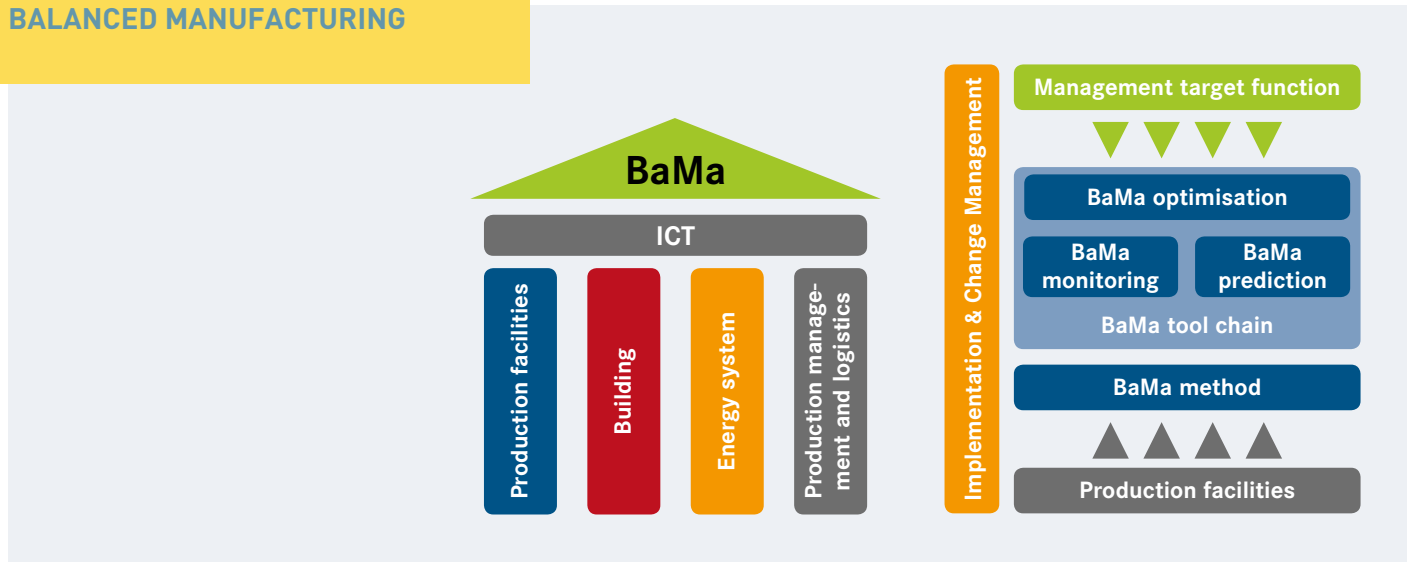 BALANCED MANUFACTURING
BaMa
ICT
Production facilities
Building
Energy system
Production manage-
ment and logistics
Implementation & Change Management
Management target function
BaMa optimisation
BaMa
monitoring
BaMa
prediction
BaMa tool chain
BaMa method
Production facilities